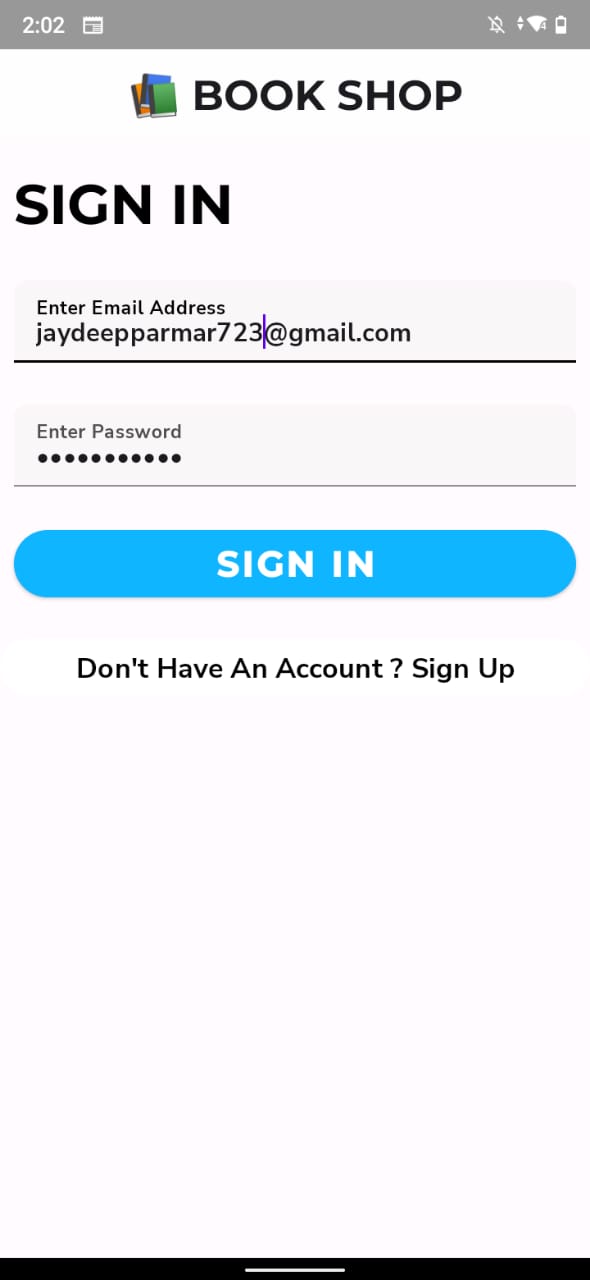 2:02
BOOK SHOP
SIGN IN
Enter Email Address
jaydeepparmar723@gmail.com
Enter Password
•••••••••••
SIGN IN
Don't Have An Account ? Sign Up